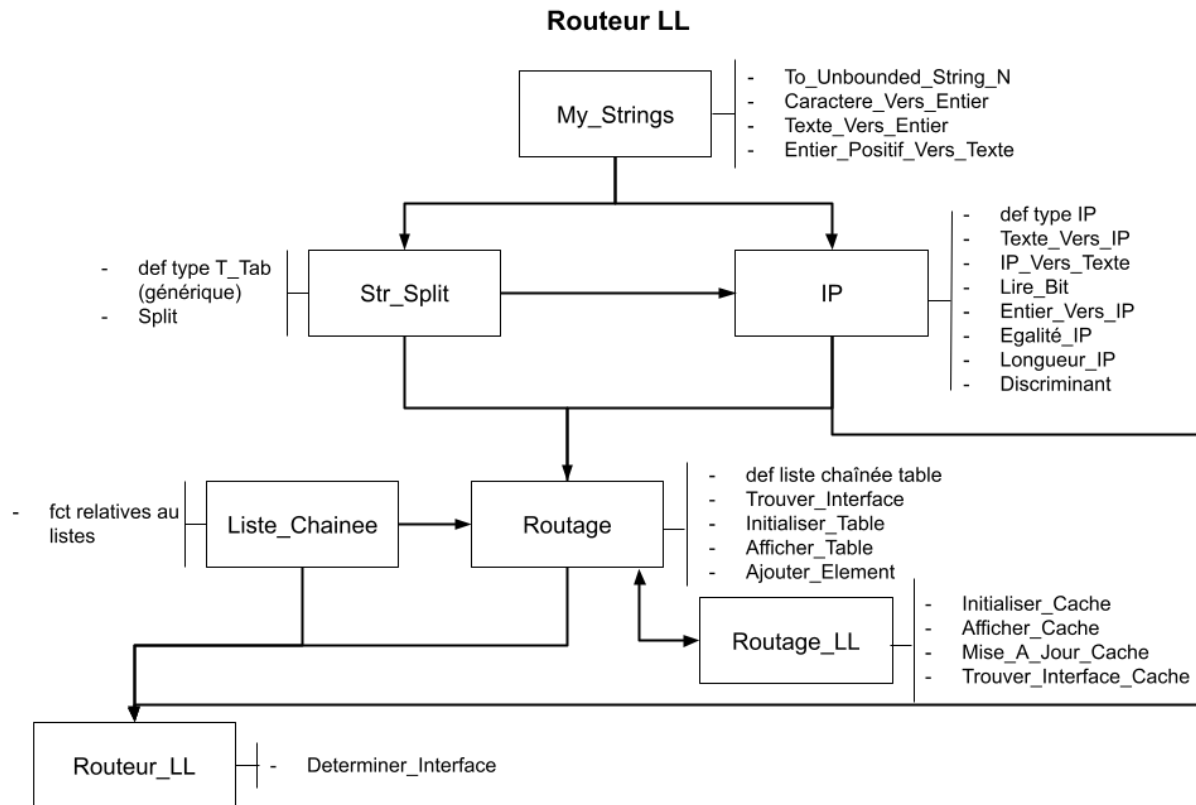 Routeur LL
My_Strings
- To_Unbounded_String_N
- Caractere_Vers_Entier
- Texte_Vers_Entier
- Entier_Positif_Vers_Texte
- def type T_Tab
(générique)
- Split
Str_Split
IP
- def type IP
- Texte_Vers_IP
- IP_Vers_Texte
- Lire_Bit
- Entier_Vers_IP
- Egalité_IP
- Longueur_IP
- Discriminant
- fct relatives au
listes
Liste_Chainee
Routage
- def liste chaînée table
- Trouver_Interface
- Initialiser_Table
- Afficher_Table
- Ajouter_Element
Routage_LL
- Initialiser_Cache
- Afficher_Cache
- Mise_A_Jour_Cache
- Trouver_Interface_Cache
Routeur_LL
- Determiner_Interface